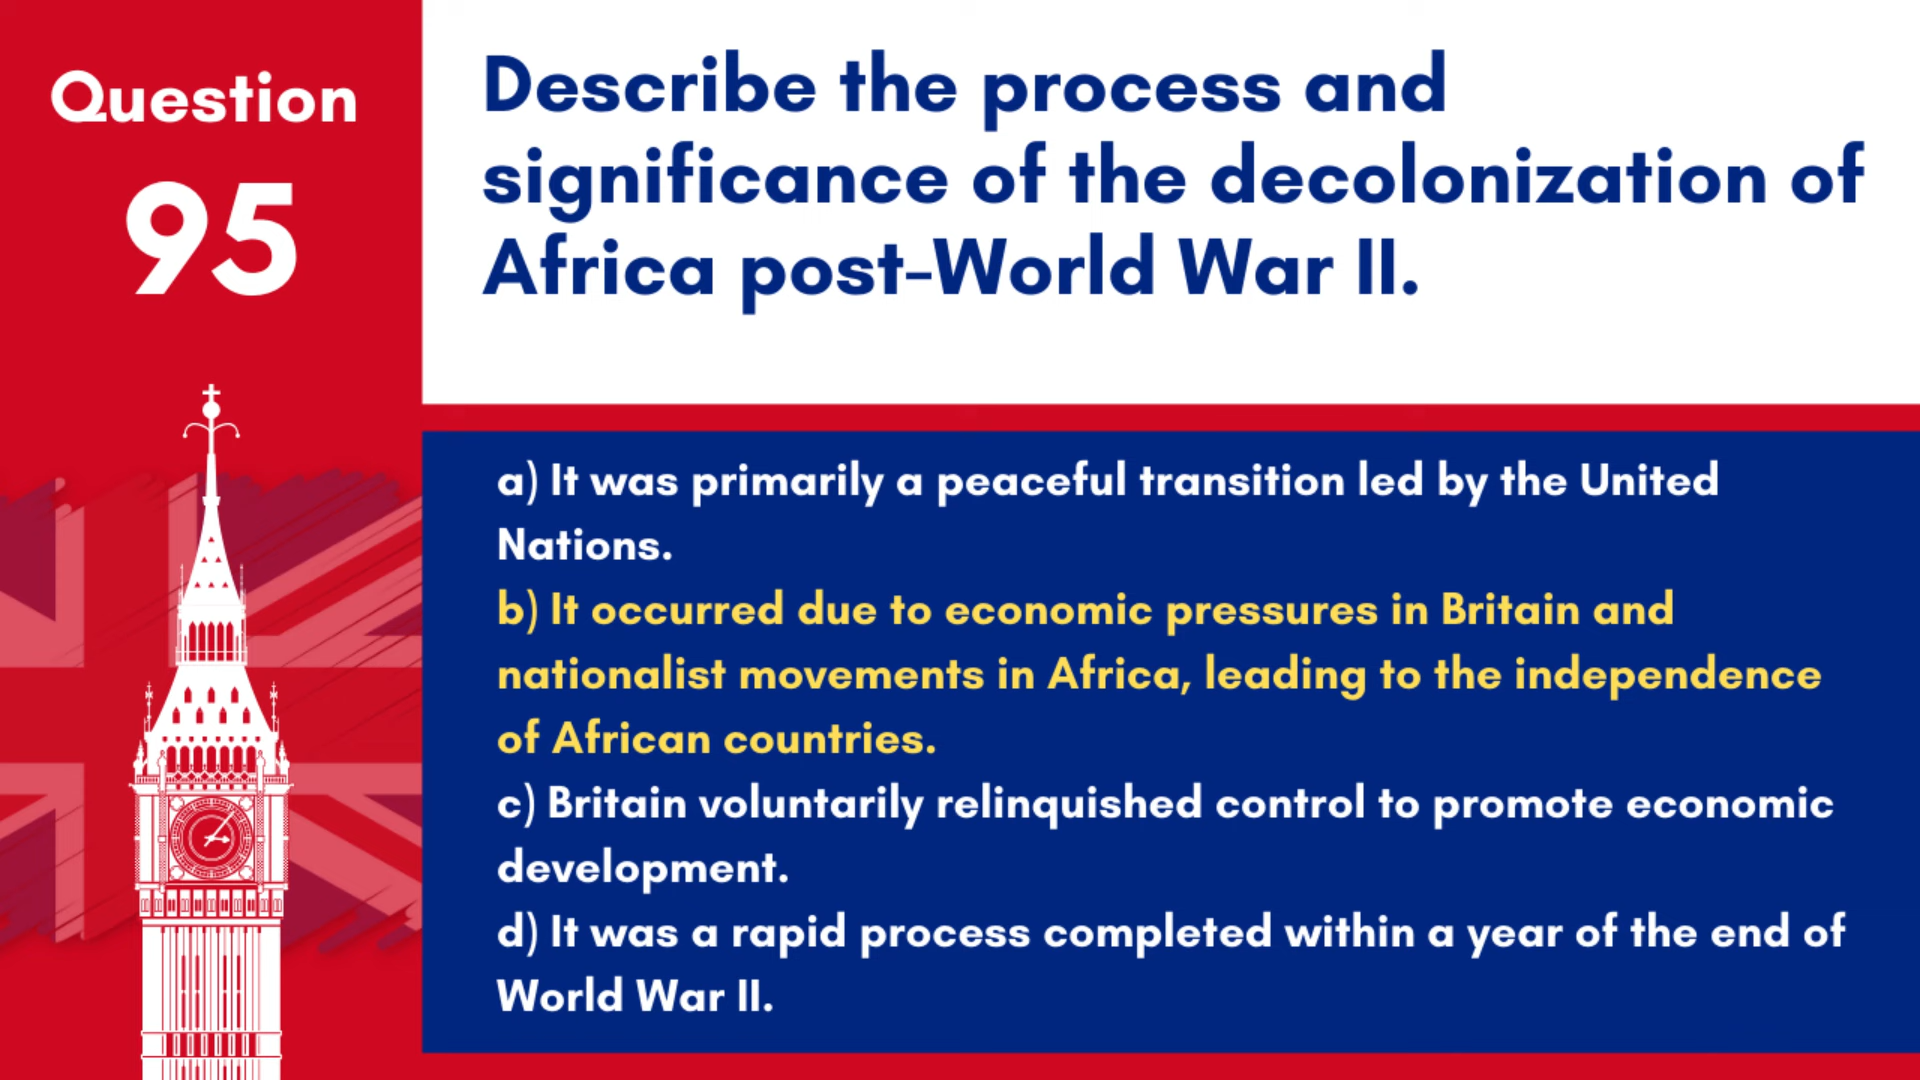 Question
95
Describe the process and
significance of the decolonization of
Africa post-World War II.
a) It was primarily a peaceful transition led by the United
Nations.
b) It occurred due to economic pressures in Britain and
nationalist movements in Africa, leading to the independence
of African countries.
c) Britain voluntarily relinquished control to promote economic
development.
d) It was a rapid process completed within a year of the end of
World War II.